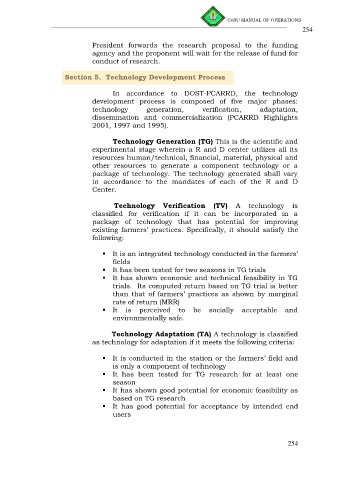 CvSU MANUAL OF OPERATIONS
254
President forwards the research proposal to the funding
agency and the proponent will wait for the release of fund for
conduct of research.
Section 5. Technology Development Process
In accordance to DOST-PCARRD, the technology
development process is composed of five major phases:
technology generation, verification, adaptation,
dissemination and commercialization (PCARRD Highlights
2001, 1997 and 1995).
Technology Generation (TG) This is the scientific and
experimental stage wherein a R and D center utilizes all its
resources human/technical, financial, material, physical and
other resources to generate a component technology or a
package of technology. The technology generated shall vary
in accordance to the mandates of each of the R and D
Center.
Technology Verification (TV) A technology is
classified for verification if it can be incorporated in a
package of technology that has potential for improving
existing farmers' practices. Specifically, it should satisfy the
following:
▪ It is an integrated technology conducted in the farmers'
fields
▪ It has been tested for two seasons in TG trials
▪ It has shown economic and technical feasibility in TG
trials. Its computed return based on TG trial is better
than that of farmers' practices as shown by marginal
rate of return (MRR)
▪ It is perceived to be socially acceptable and
environmentally safe.
Technology Adaptation (TA) A technology is classified
as technology for adaptation if it meets the following criteria:
▪ It is conducted in the station or the farmers' field and
is only a component of technology
▪ It has been tested for TG research for at least one
season
▪ It has shown good potential for economic feasibility as
based on TG research
▪ It has good potential for acceptance by intended end
users
254